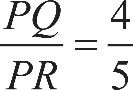 PQ/PR = 4/5